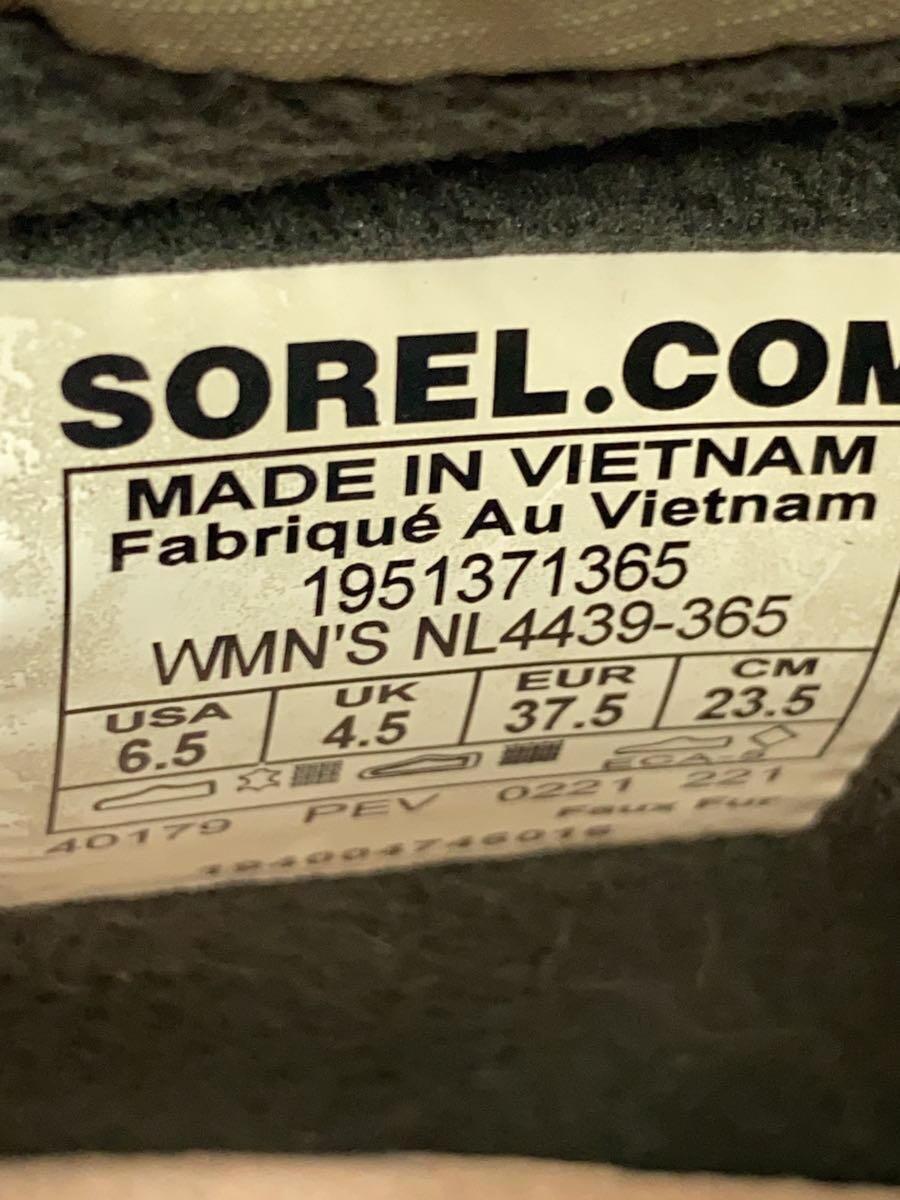 SOREL.COM
MADE IN VIETNAM
Fabriqué Au Vietnam
1951371365
WMN'S NL4439-365
USA UK EUR CM
6.5 4.5 37.5 23.5
40179 PEV 0221 221
Faux Fur